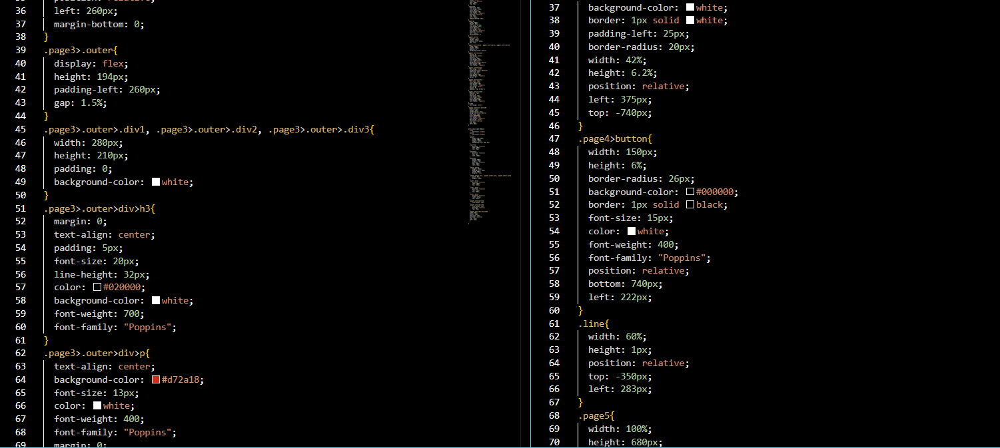 36 left: 260px;
37 margin-bottom: 0;
38 }
39 .page3>.outer{
40 display: flex;
41 height: 194px;
42 padding-left: 260px;
43 gap: 1.5%;
44 }
45 .page3>.outer>.div1, .page3>.outer>.div2, .page3>.outer>.div3{
46 width: 280px;
47 height: 210px;
48 padding: 0;
49 background-color: white;
50 }
51 .page3>.outer>div>h3{
52 margin: 0;
53 text-align: center;
54 padding: 5px;
55 font-size: 20px;
56 line-height: 32px;
57 color: #020000;
58 background-color: white;
59 font-weight: 700;
60 font-family: "Poppins";
61 }
62 .page3>.outer>div>p{
63 text-align: center;
64 background-color: #d72a18;
65 font-size: 13px;
66 color: white;
67 font-weight: 400;
68 font-family: "Poppins";
69 margin: 0;
37 background-color: white;
38 border: 1px solid white;
39 padding-left: 25px;
40 border-radius: 20px;
41 width: 42%;
42 height: 6.2%;
43 position: relative;
44 left: 375px;
45 top: -740px;
46 }
47 .page4>button{
48 width: 150px;
49 height: 6%;
50 border-radius: 26px;
51 background-color: #000000;
52 border: 1px solid black;
53 font-size: 15px;
54 color: white;
55 font-weight: 400;
56 font-family: "Poppins";
57 position: relative;
58 bottom: 740px;
59 left: 222px;
60 }
61 .line{
62 width: 60%;
63 height: 1px;
64 position: relative;
65 top: -350px;
66 left: 283px;
67 }
68 .page5{
69 width: 100%;
70 height: 680px;